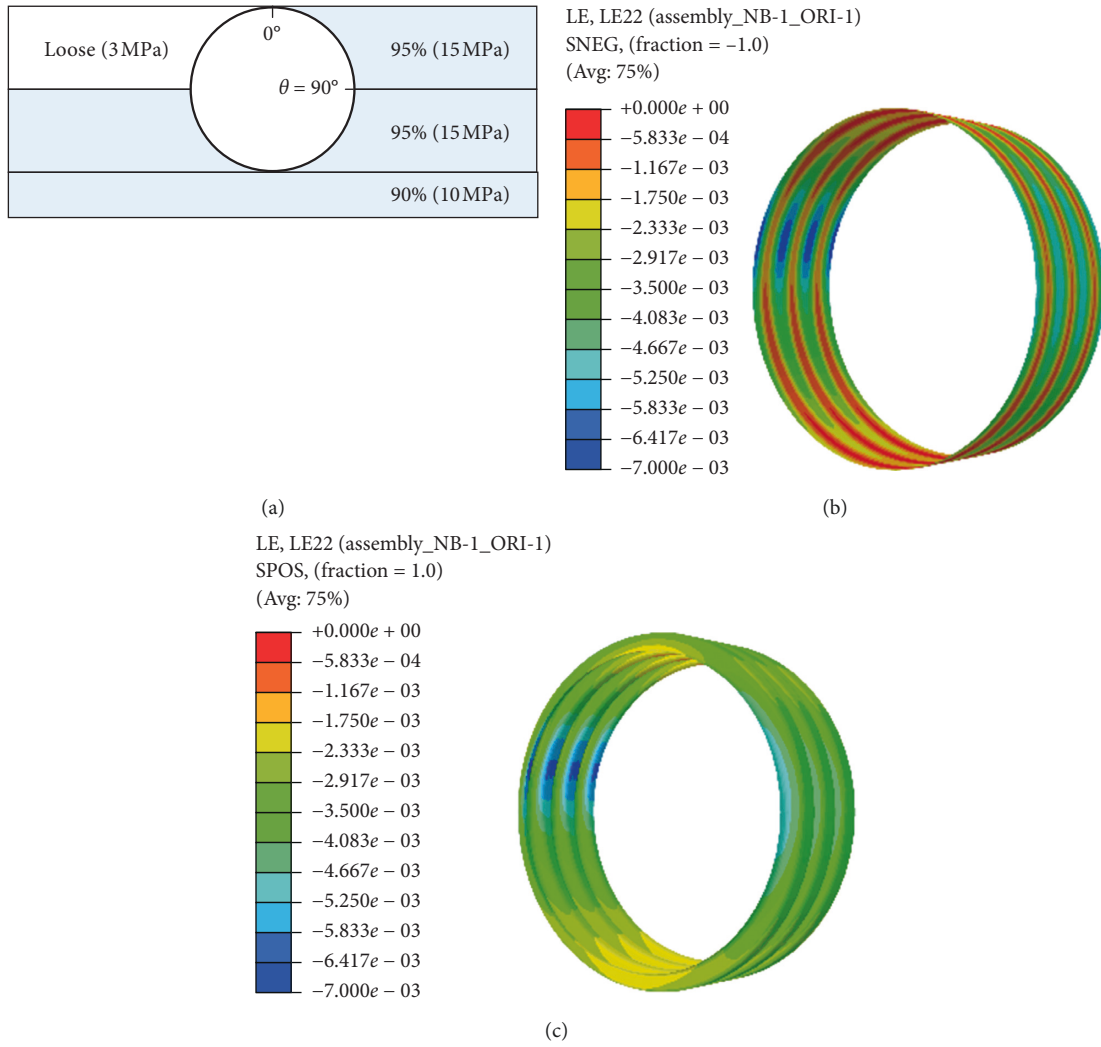 Loose (3 MPa)
0°
95% (15 MPa)
θ = 90°
95% (15 MPa)
90% (10 MPa)
(a)
LE, LE22 (assembly_NB-1_ORI-1)
SNEG, (fraction = –1.0)
(Avg: 75%)
+0.000e + 00
–5.833e – 04
–1.167e – 03
–1.750e – 03
–2.333e – 03
–2.917e – 03
–3.500e – 03
–4.083e – 03
–4.667e – 03
–5.250e – 03
–5.833e – 03
–6.417e – 03
–7.000e – 03
(b)
LE, LE22 (assembly_NB-1_ORI-1)
SPOS, (fraction = 1.0)
(Avg: 75%)
+0.000e + 00
–5.833e – 04
–1.167e – 03
–1.750e – 03
–2.333e – 03
–2.917e – 03
–3.500e – 03
–4.083e – 03
–4.667e – 03
–5.250e – 03
–5.833e – 03
–6.417e – 03
–7.000e – 03
(c)